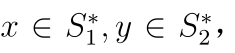 x ∈ S₁*, y ∈ S₂*，